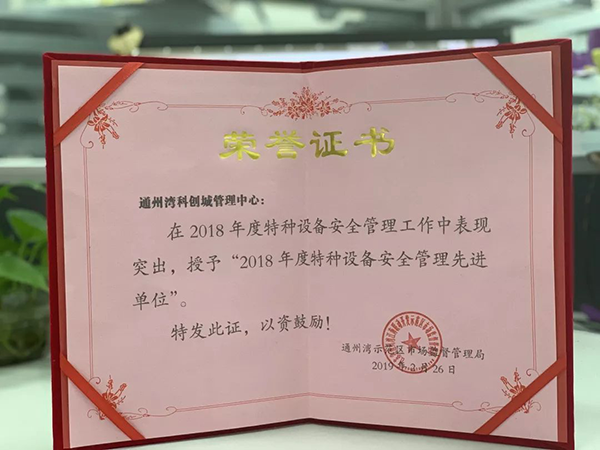 荣誉证书
通州湾科创城管理中心：
在2018年度特种设备安全管理工作中表现
突出，授予“2018年度特种设备安全管理先进
单位”。
特发此证，以资鼓励！
通州湾示范区市场监督管理局
2019年2月26日